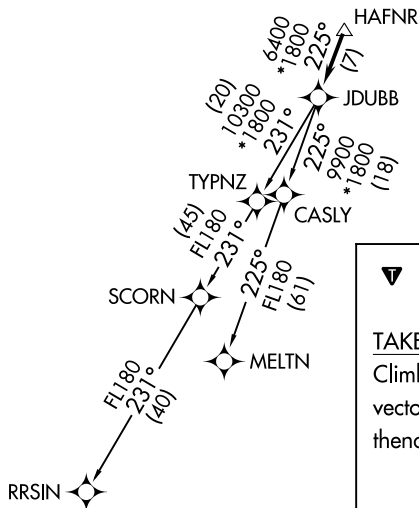 HAFNR
6400
*1800
225°
(7)
JDUBB
(20)
10300
*1800
231°
225°
9900
*1800
(18)
TYPNZ
CASLY
(45)
FL180
231°
225°
FL180
(61)
SCORN
MELTN
FL180
231°
(40)
RRSIN
T
TAKE
Climb
vecto
thenc